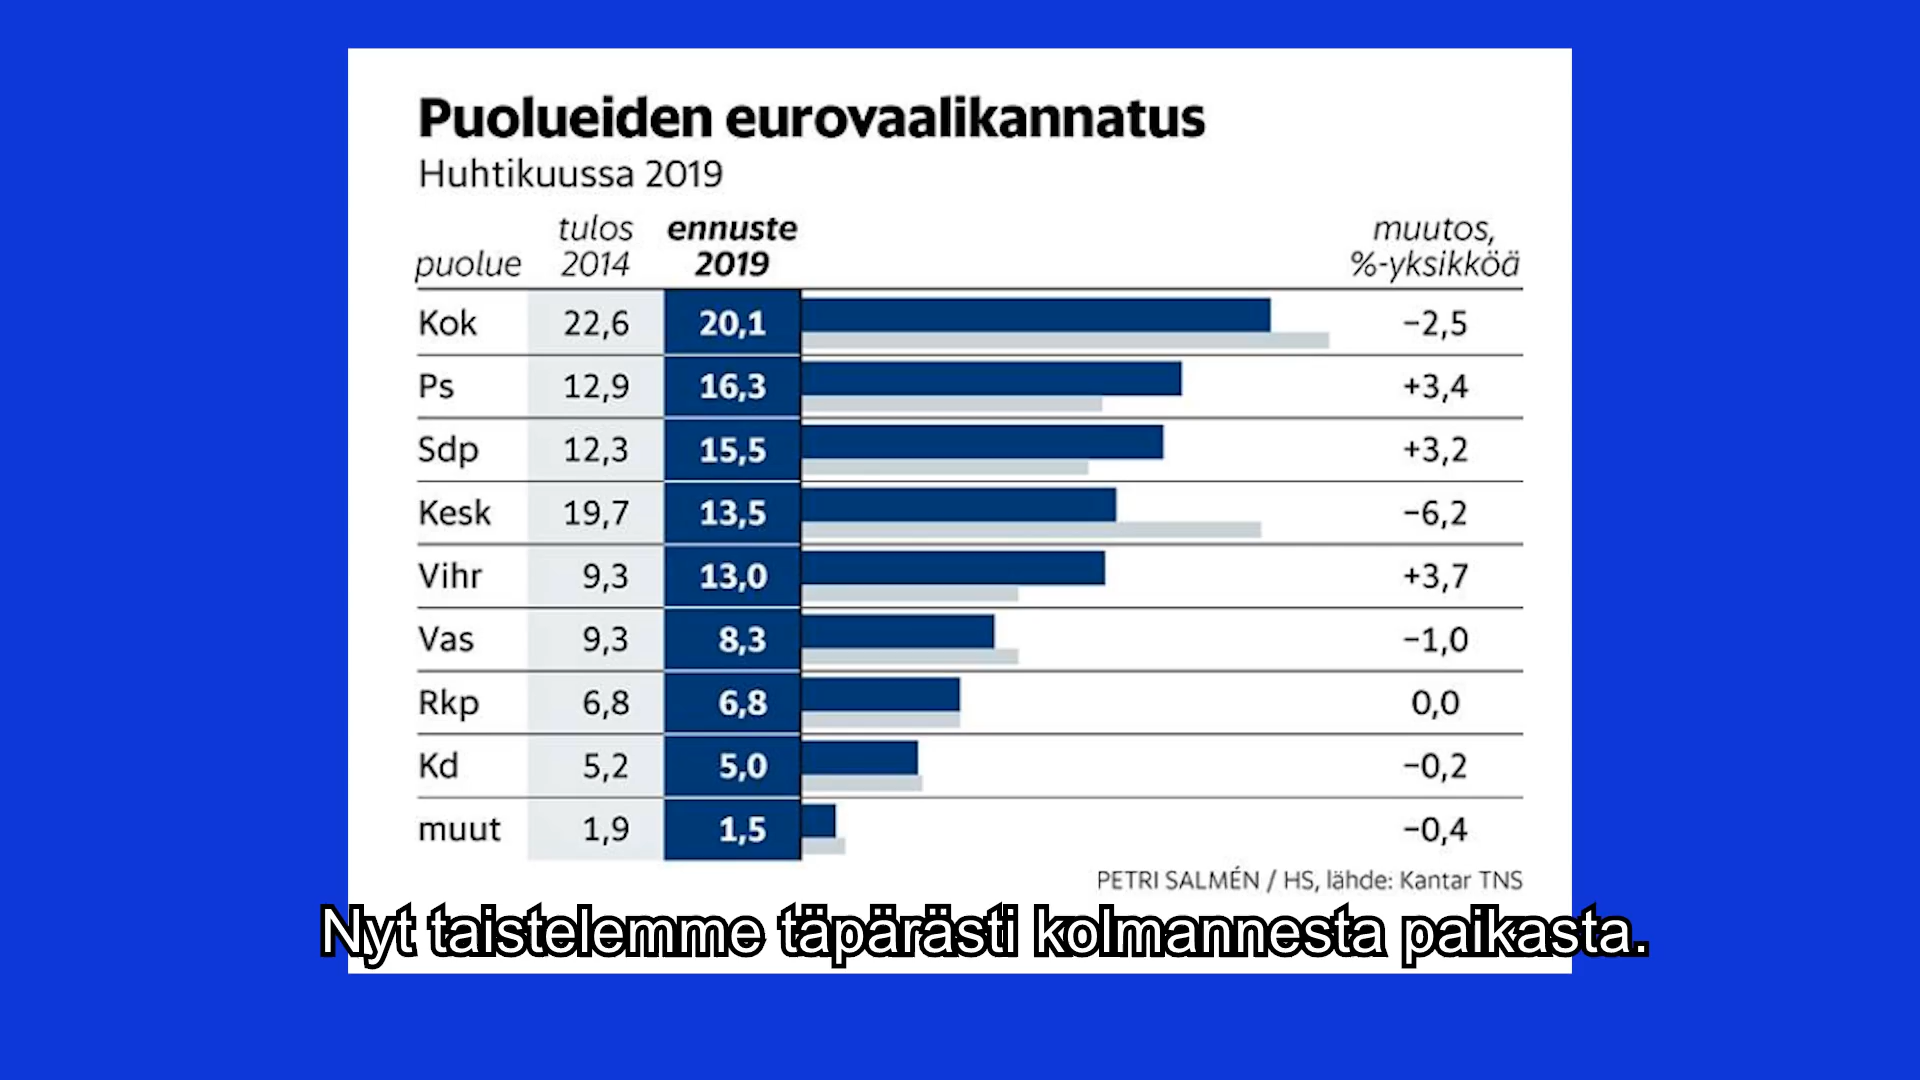 Puolueiden eurovaalikannatus
Huhtikuussa 2019
puolue tulos 2014 ennuste 2019 muutos, %-yksikköä
Kok 22,6 20,1 −2,5
Ps 12,9 16,3 +3,4
Sdp 12,3 15,5 +3,2
Kesk 19,7 13,5 −6,2
Vihr 9,3 13,0 +3,7
Vas 9,3 8,3 −1,0
Rkp 6,8 6,8 0,0
Kd 5,2 5,0 −0,2
muut 1,9 1,5 −0,4
PETRI SALMÉN / HS, lähde: Kantar TNS
Nyt taistelemme täpärästi kolmannesta paikasta.